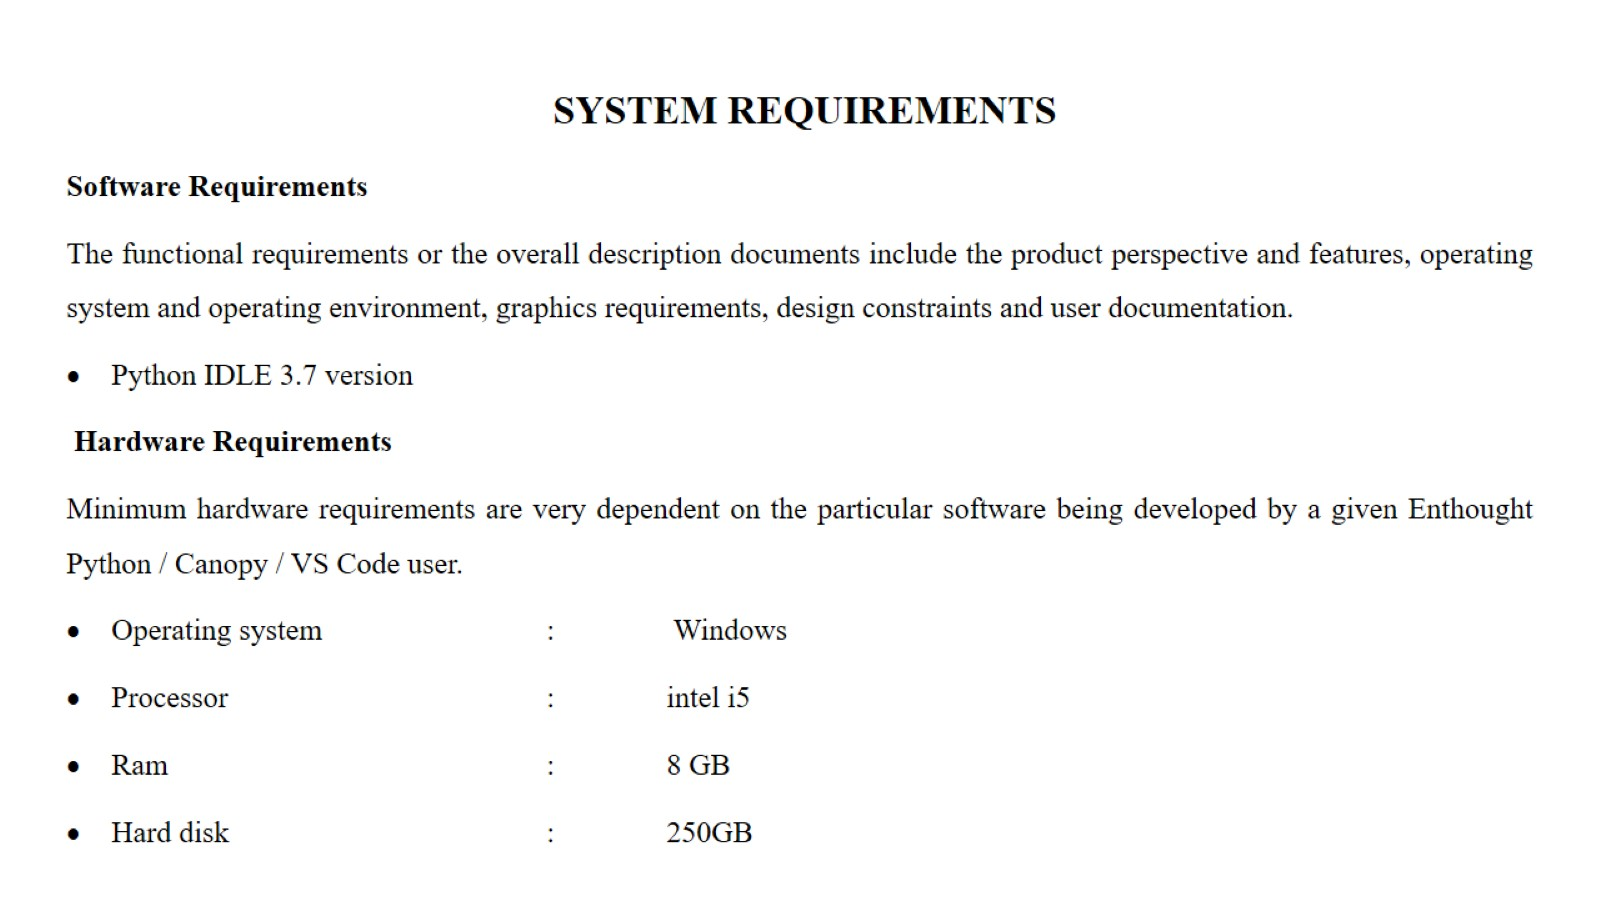 SYSTEM REQUIREMENTS
Software Requirements
The functional requirements or the overall description documents include the product perspective and features, operating
system and operating environment, graphics requirements, design constraints and user documentation.
• Python IDLE 3.7 version
Hardware Requirements
Minimum hardware requirements are very dependent on the particular software being developed by a given Enthought
Python / Canopy / VS Code user.
• Operating system : Windows
• Processor : intel i5
• Ram : 8 GB
• Hard disk : 250GB